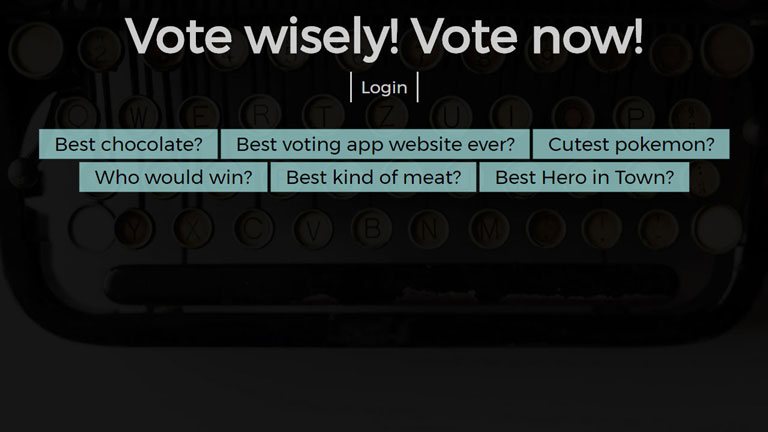 Vote wisely! Vote now!
Login
Q W E R T Z U I P
Best chocolate? Best voting app website ever? Cutest pokemon?
Who would win? Best kind of meat? Best Hero in Town?
Y X C V B N M